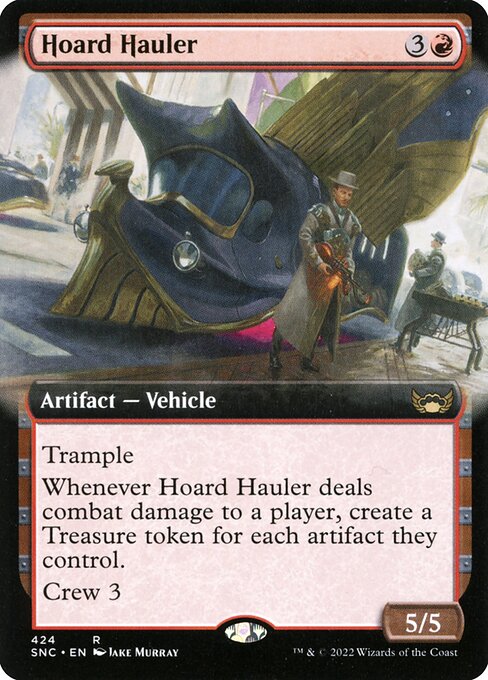 Hoard Hauler 3
Artifact — Vehicle
Trample
Whenever Hoard Hauler deals
combat damage to a player, create a
Treasure token for each artifact they
control.
Crew 3
5/5
424 R
SNC • EN Jake Murray
™ & © 2022 Wizards of the Coast